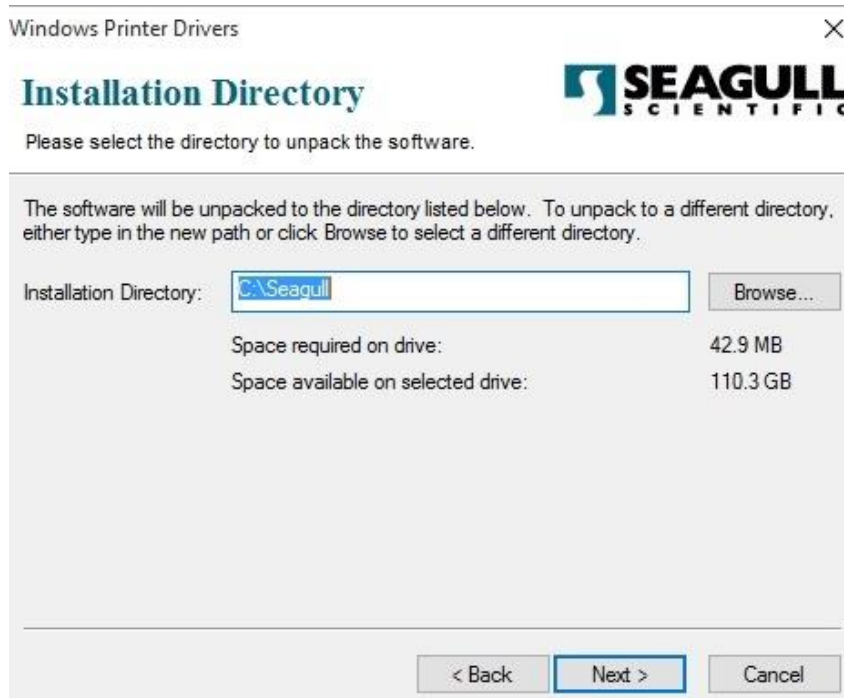 Windows Printer Drivers
Installation Directory
SEAGULL
SCIENTIFIC
Please select the directory to unpack the software.
The software will be unpacked to the directory listed below. To unpack to a different directory,
either type in the new path or click Browse to select a different directory.
Installation Directory: C:\Seagull Browse...
Space required on drive: 42.9 MB
Space available on selected drive: 110.3 GB
< Back Next > Cancel